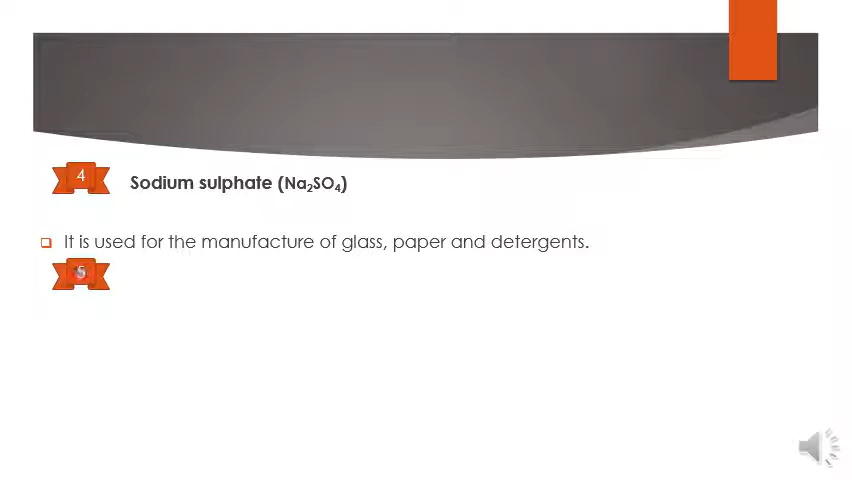 4
Sodium sulphate (Na₂SO₄)
It is used for the manufacture of glass, paper and detergents.
5